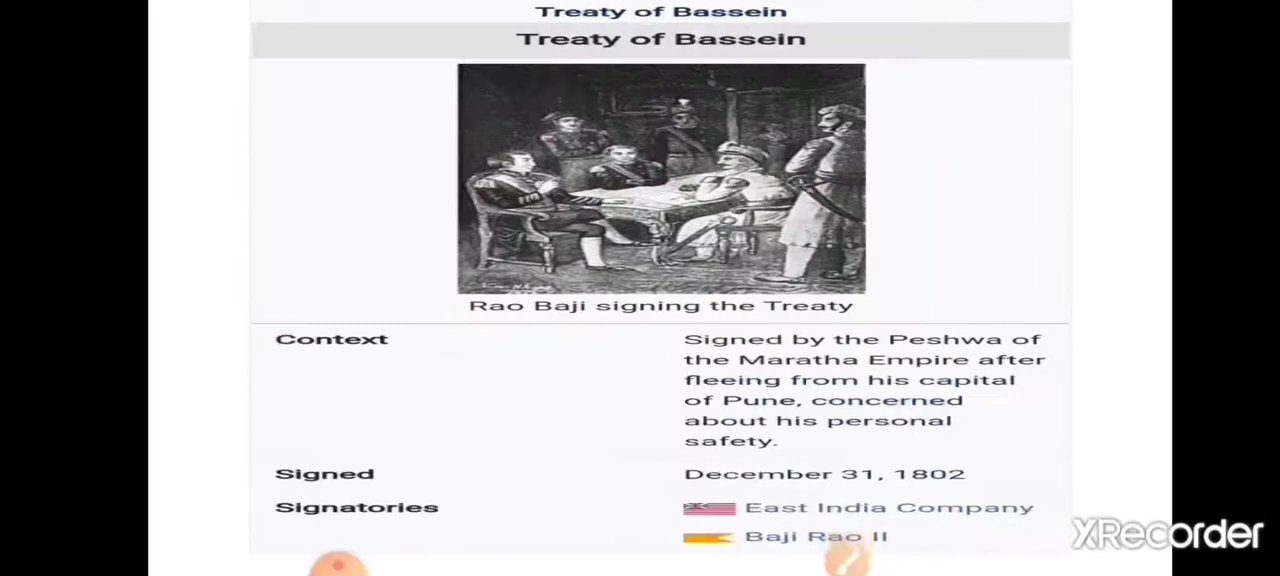 Treaty of Bassein
Treaty of Bassein
Rao Baji signing the Treaty
Context
Signed by the Peshwa of
the Maratha Empire after
fleeing from his capital
of Pune, concerned
about his personal
safety.
Signed
December 31, 1802
Signatories
East India Company
Baji Rao II
XRecorder